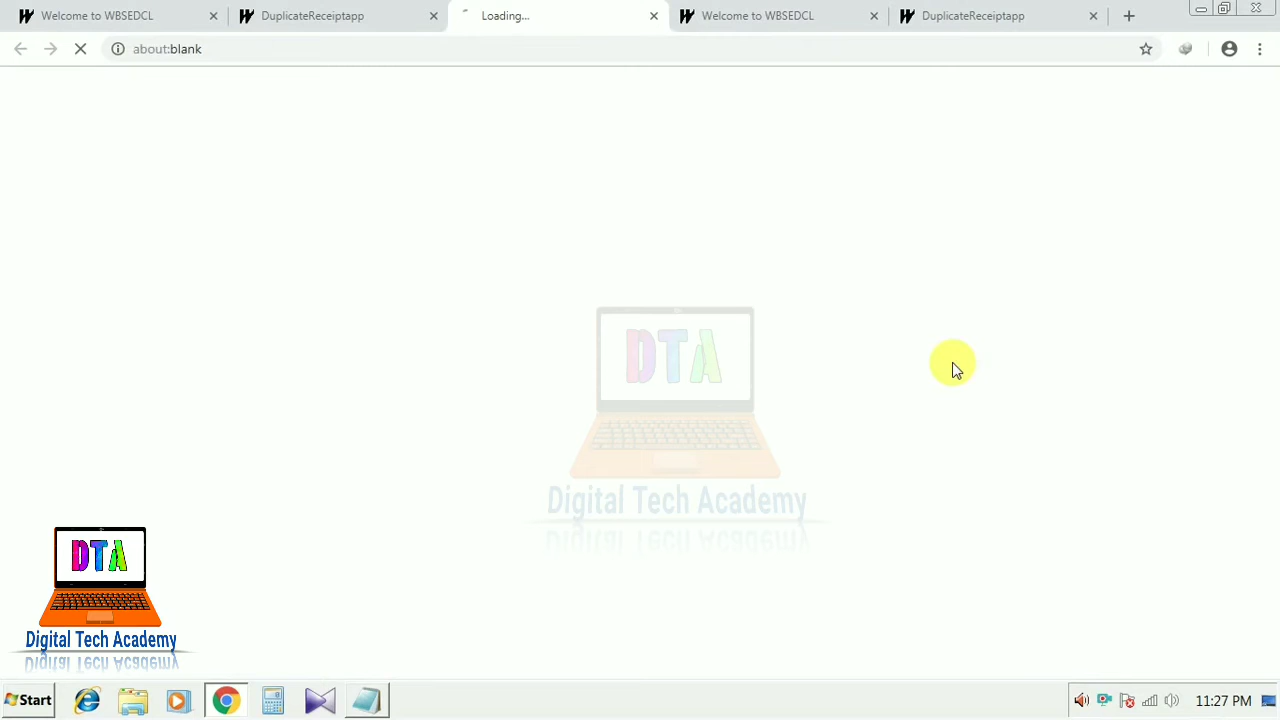 Welcome to WBSEDCL
DuplicateReceiptapp
Loading...
Welcome to WBSEDCL
DuplicateReceiptapp
about:blank
DTA
Digital Tech Academy
DTA
Digital Tech Academy
Start
11:27 PM